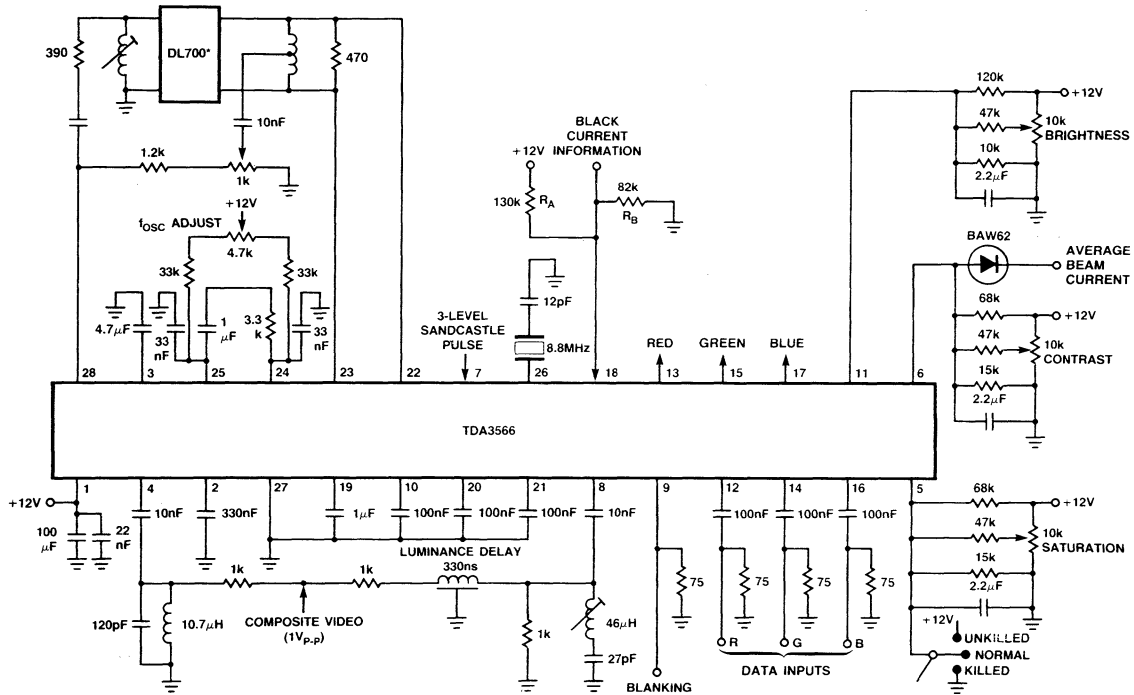 390
DL700*
470
10nF
1.2k
1k
+12V
fOSC ADJUST
4.7k
33k
33k
4.7µF
33
nF
1
µF
3.3
k
33
nF
BLACK
CURRENT
INFORMATION
+12V
130k
RA
82k
RB
12pF
8.8MHz
3-LEVEL
SANDCASTLE
PULSE
RED
GREEN
BLUE
120k
+12V
47k
10k
BRIGHTNESS
10k
2.2µF
BAW62
AVERAGE
BEAM
CURRENT
68k
+12V
47k
10k
CONTRAST
15k
2.2µF
28
3
25
24
23
22
7
26
18
13
15
17
11
6
TDA3566
1
4
2
27
19
10
20
21
8
9
12
14
16
5
+12V
100
µF
22
nF
10nF
330nF
1µF
100nF
100nF
100nF
10nF
100nF
100nF
100nF
LUMINANCE DELAY
330ns
1k
1k
120pF
10.7µH
COMPOSITE VIDEO
(1VP-P)
1k
46µH
27pF
75
75
75
75
BLANKING
R
G
B
DATA INPUTS
68k
+12V
47k
10k
SATURATION
15k
2.2µF
+12V
UNKILLED
NORMAL
KILLED